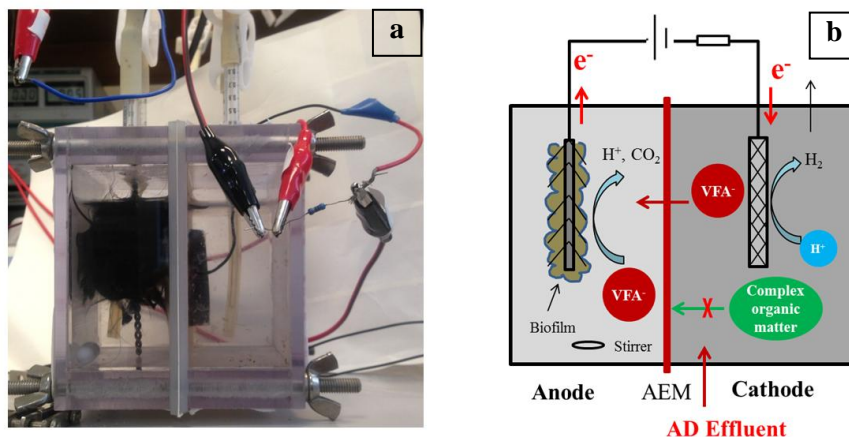 a
b
e-
e-
H+, CO2
H2
VFA-
H+
VFA-
Complex
organic
matter
Biofilm
Stirrer
Anode
AEM
Cathode
AD Effluent